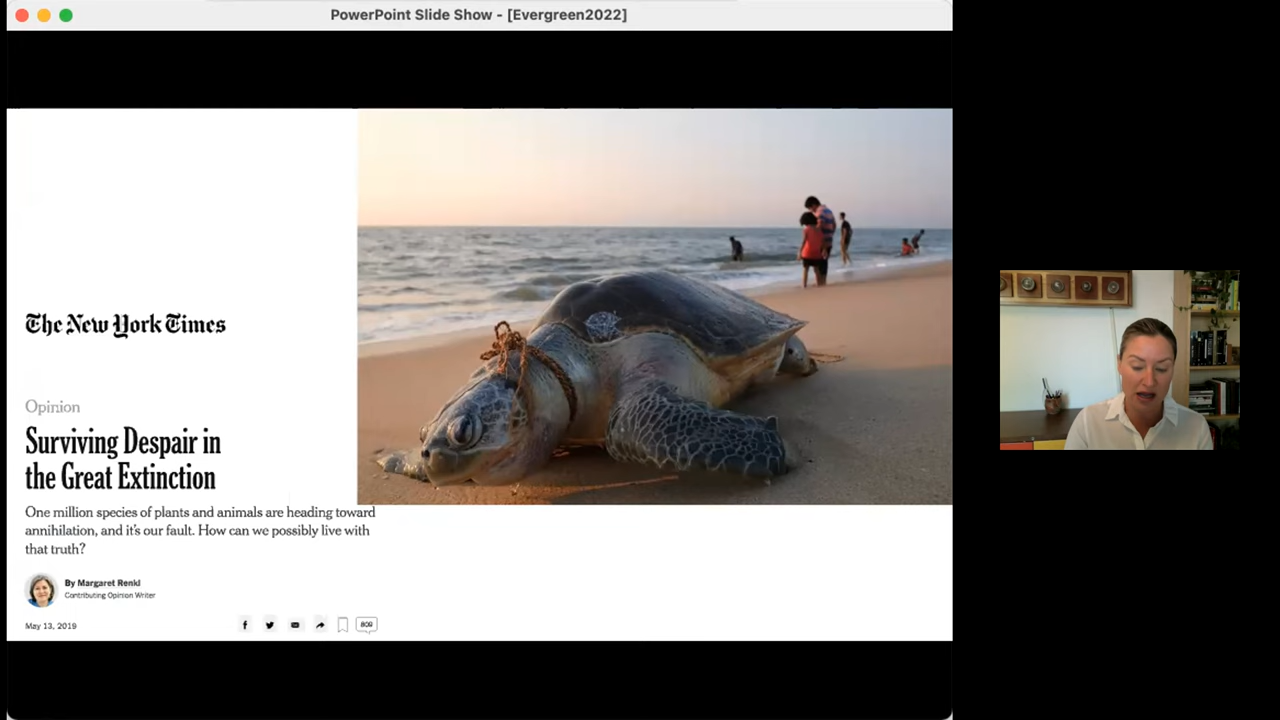 PowerPoint Slide Show - [Evergreen2022]
The New York Times
Opinion
Surviving Despair in
the Great Extinction
One million species of plants and animals are heading toward
annihilation, and it's our fault. How can we possibly live with
that truth?
By Margaret Renkl
Contributing Opinion Writer
May 13, 2019
809